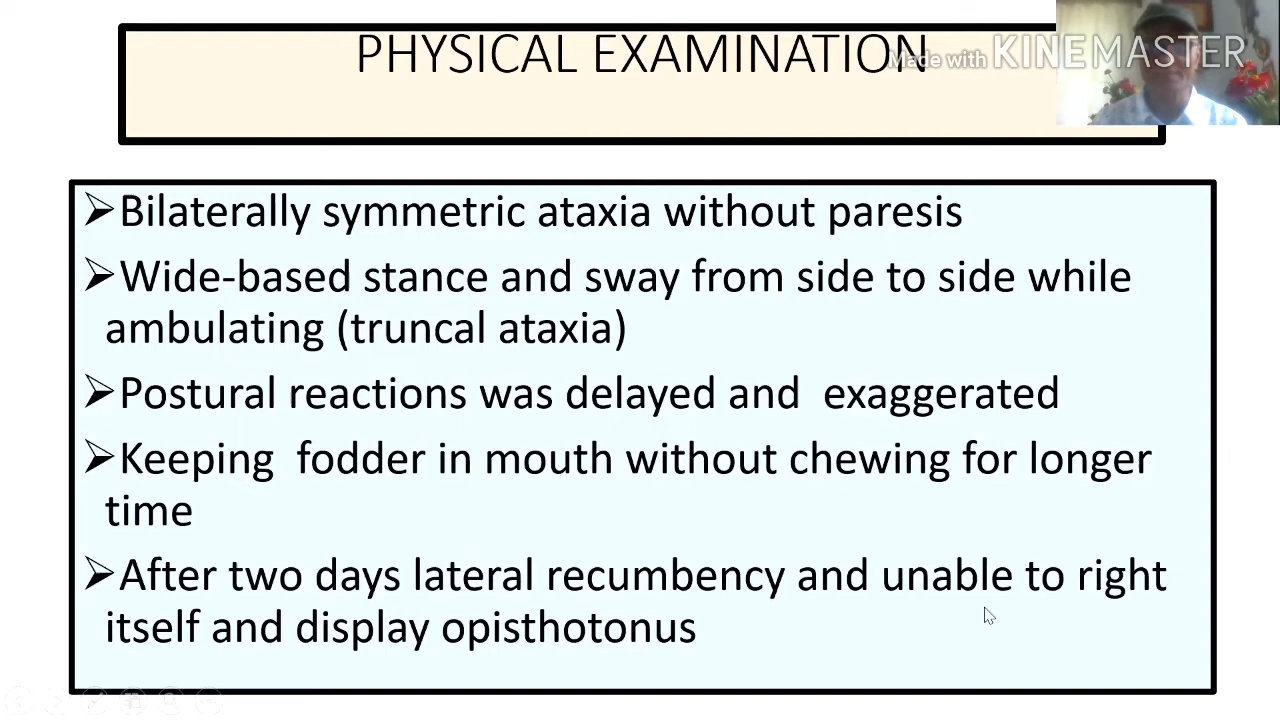 PHYSICAL EXAMINATION
Made with KINEMASTER
➢Bilaterally symmetric ataxia without paresis
➢Wide-based stance and sway from side to side while
ambulating (truncal ataxia)
➢Postural reactions was delayed and exaggerated
➢Keeping fodder in mouth without chewing for longer
time
➢After two days lateral recumbency and unable to right
itself and display opisthotonus